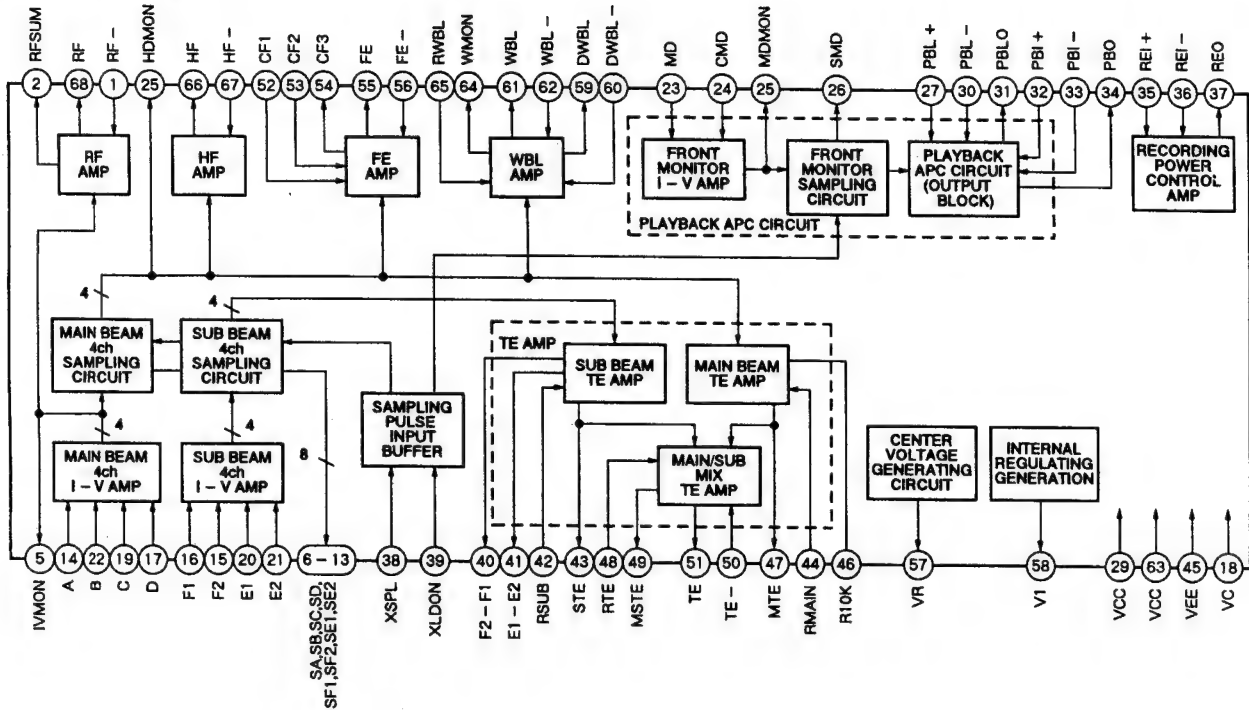 RFSUM
RF
RF -
HDMON
HF
HF -
CF1
CF2
CF3
FE
FE -
RWBL
WMON
WBL
WBL -
DWBL
DWBL -
MD
CMD
MDMON
SMD
PBL +
PBL -
PBLO
PBI +
PBI -
PBO
REI +
REI -
REO
2
68
1
25
66
67
52
53
54
55
56
65
64
61
62
59
60
23
24
25
26
27
30
31
32
33
34
35
36
37
RF
AMP
HF
AMP
FE
AMP
WBL
AMP
FRONT
MONITOR
I – V AMP
FRONT
MONITOR
SAMPLING
CIRCUIT
PLAYBACK
APC CIRCUIT
(OUTPUT
BLOCK)
RECORDING
POWER
CONTROL
AMP
PLAYBACK APC CIRCUIT
4
4
MAIN BEAM
4ch
SAMPLING
CIRCUIT
SUB BEAM
4ch
SAMPLING
CIRCUIT
TE AMP
SUB BEAM
TE AMP
MAIN BEAM
TE AMP
SAMPLING
PULSE
INPUT
BUFFER
4
4
8
MAIN BEAM
4ch
I – V AMP
SUB BEAM
4ch
I – V AMP
MAIN/SUB
MIX
TE AMP
CENTER
VOLTAGE
GENERATING
CIRCUIT
INTERNAL
REGULATING
GENERATION
5
14
22
19
17
16
15
20
21
6 – 13
38
39
40
41
42
43
48
49
51
50
47
44
46
57
58
29
63
45
18
IVMON
A
B
C
D
F1
F2
E1
E2
SA,SB,SC,SD,
SF1,SF2,SE1,SE2
XSPL
XLDON
F2 – F1
E1 – E2
RSUB
STE
RTE
MSTE
TE
TE –
MTE
RMAIN
R10K
VR
V1
VCC
VCC
VEE
VC